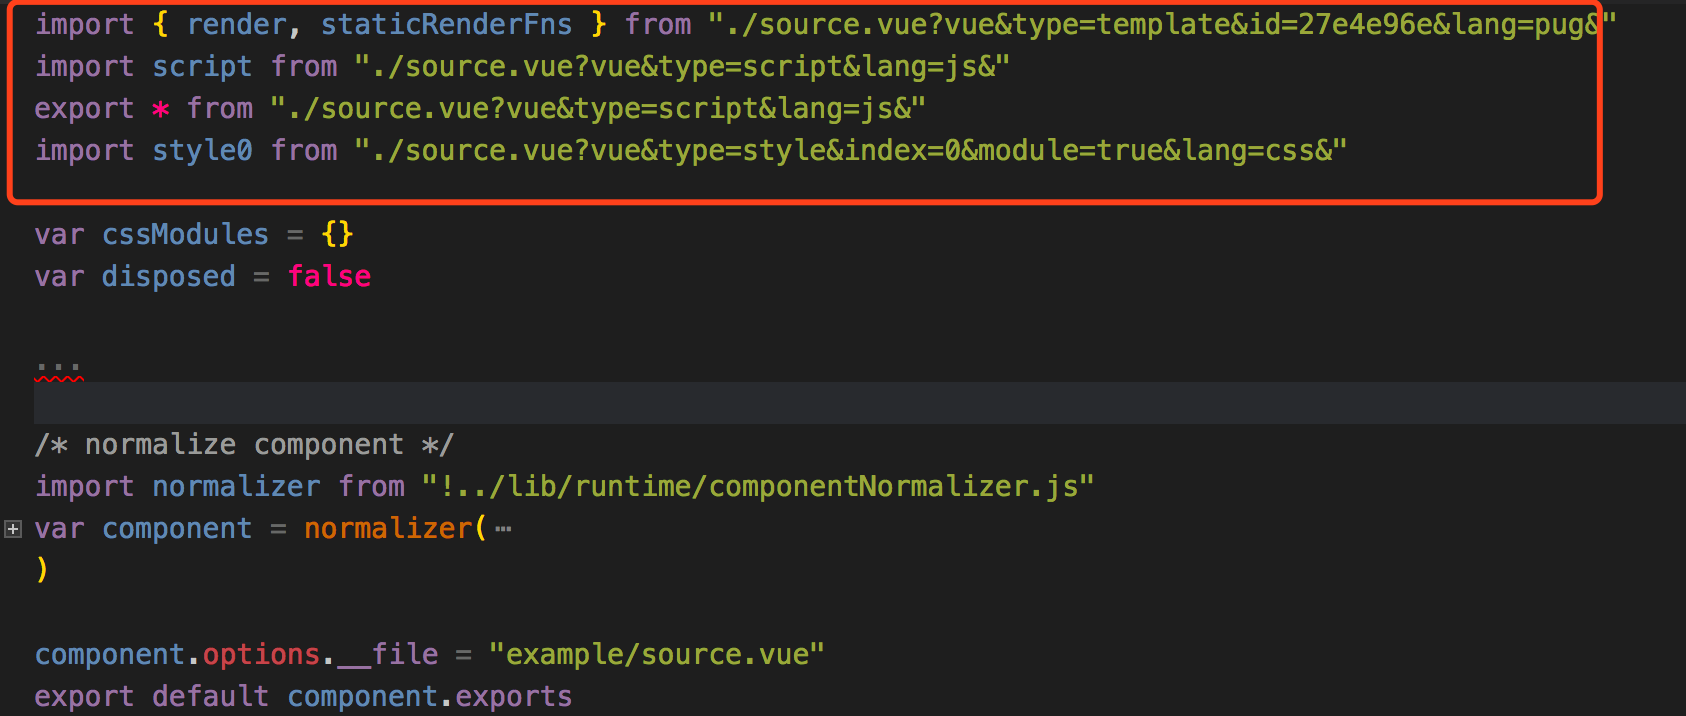 import { render, staticRenderFns } from "./source.vue?vue&type=template&id=27e4e96e&lang=pug&"
import script from "./source.vue?vue&type=script&lang=js&"
export * from "./source.vue?vue&type=script&lang=js&"
import style0 from "./source.vue?vue&type=style&index=0&module=true&lang=css&"
var cssModules = {}
var disposed = false
...
/* normalize component */
import normalizer from "!../lib/runtime/componentNormalizer.js"
var component = normalizer( ⋯
)
component.options.__file = "example/source.vue"
export default component.exports